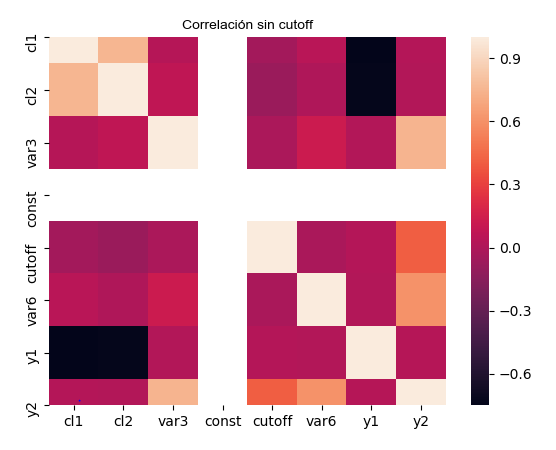 Correlación sin cutoff
cl1
cl2
var3
const
cutoff
var6
y1
y2
cl1 cl2 var3 const cutoff var6 y1 y2
0.9
0.6
0.3
0.0
−0.3
−0.6